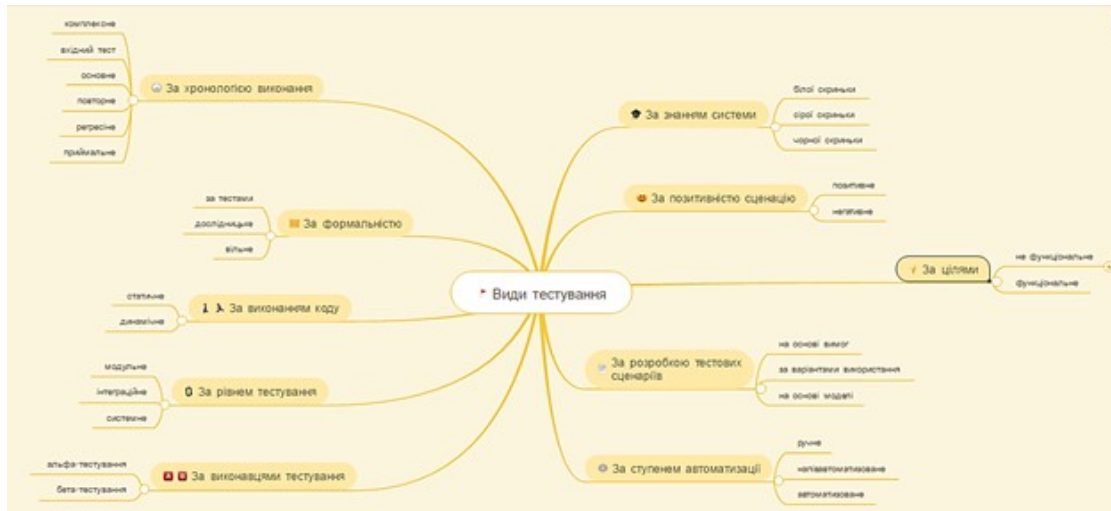 комплексне
вхідний тест
основне
повторне
регресіне
приймальне
За хронологією виконання
за тестами
дослідницьке
вільне
За формальністю
статичне
динамічне
За виконанням коду
модульне
інтеграційне
системне
За рівнем тестування
альфа-тестування
бета-тестування
A B За виконавцями тестування
Види тестування
За знанням системи
білої скриньки
сірої скриньки
чорної скриньки
За позитивністю сценацію
позитивне
негативне
За цілями
не функціональне
функціональне
За розробкою тестових
сценаріїв
на основі вимог
за варіантами використання
на основі моделі
За ступенем автоматизації
ручне
напівавтоматизоване
автоматизоване